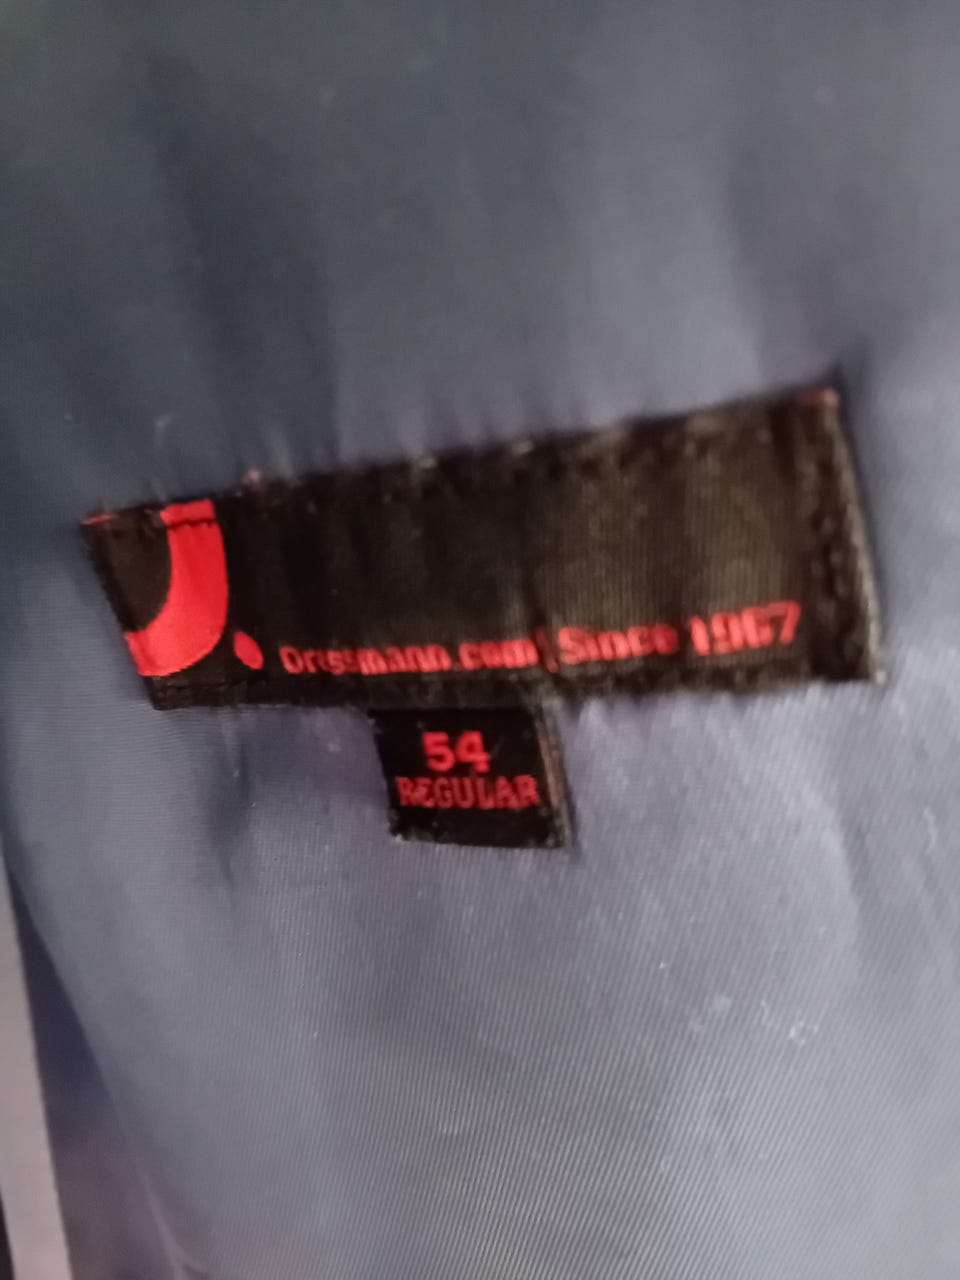 Dressmann.com | Since 1967
54
REGULAR